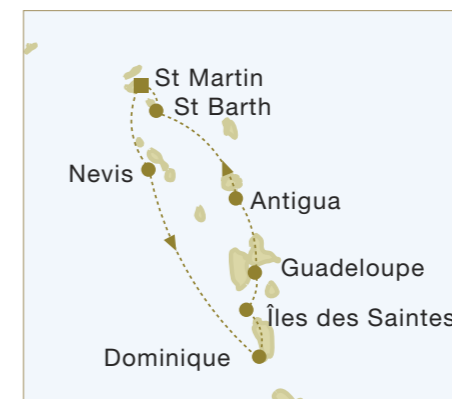 St Martin
St Barth
Nevis
Antigua
Guadeloupe
Îles des Saintes
Dominique